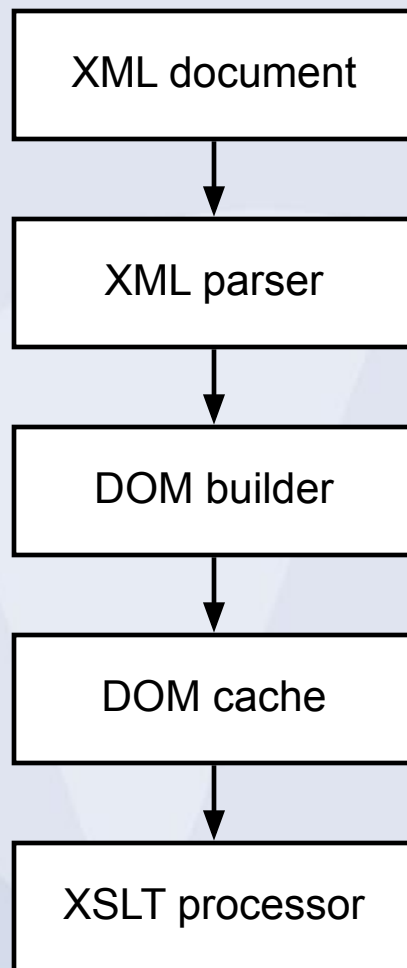 XML document
XML parser
DOM builder
DOM cache
XSLT processor